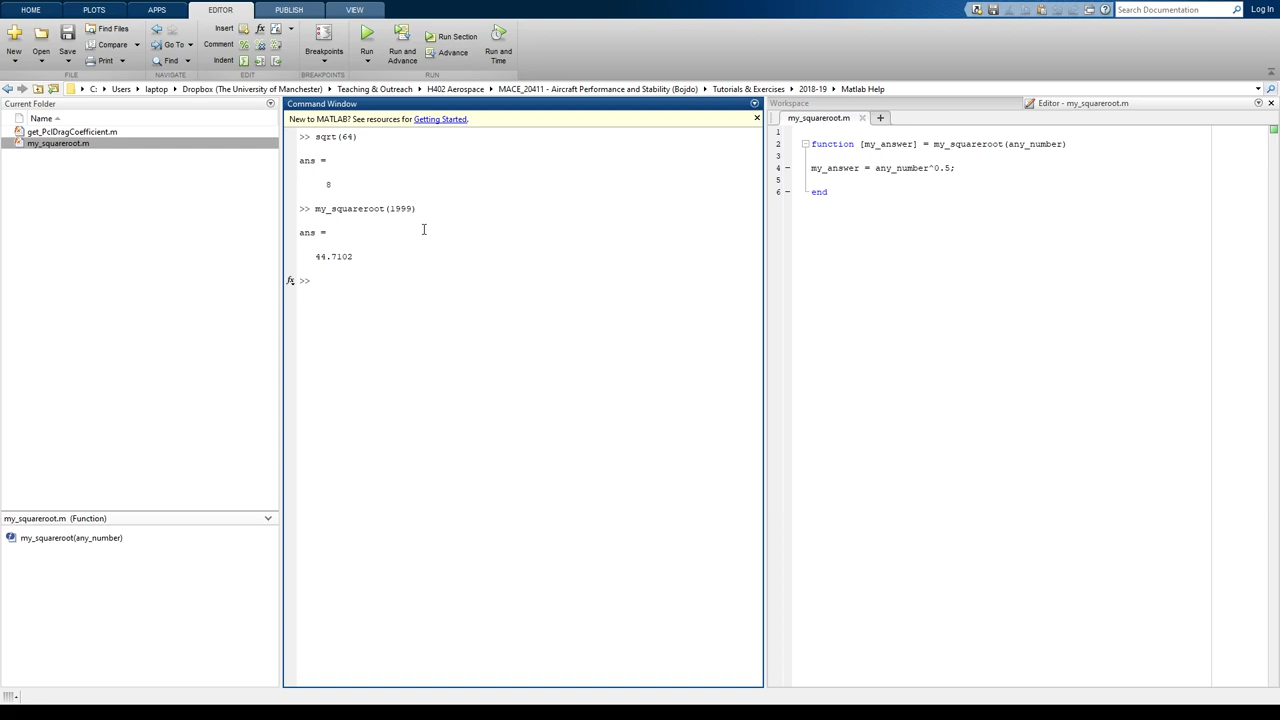 HOME PLOTS APPS EDITOR PUBLISH VIEW Search Documentation Log In
New Open Save Find Files Compare Print Go To Find Insert Comment Indent Breakpoints Run Run and Advance Run Section Advance Run and Time
FILE NAVIGATE EDIT BREAKPOINTS RUN
C: Users laptop Dropbox (The University of Manchester) Teaching & Outreach H402 Aerospace MACE_20411 - Aircraft Performance and Stability (Bojdo) Tutorials & Exercises 2018-19 Matlab Help
Current Folder
Name
get_PclDragCoefficient.m
my_squareroot.m
my_squareroot.m (Function)
my_squareroot(any_number)
Command Window
New to MATLAB? See resources for Getting Started.
>> sqrt(64)
ans =
8
>> my_squareroot(1999)
ans =
44.7102
fx >>
Workspace
Editor - my_squareroot.m
my_squareroot.m
1
2 function [my_answer] = my_squareroot(any_number)
3
4 my_answer = any_number^0.5;
5
6 end